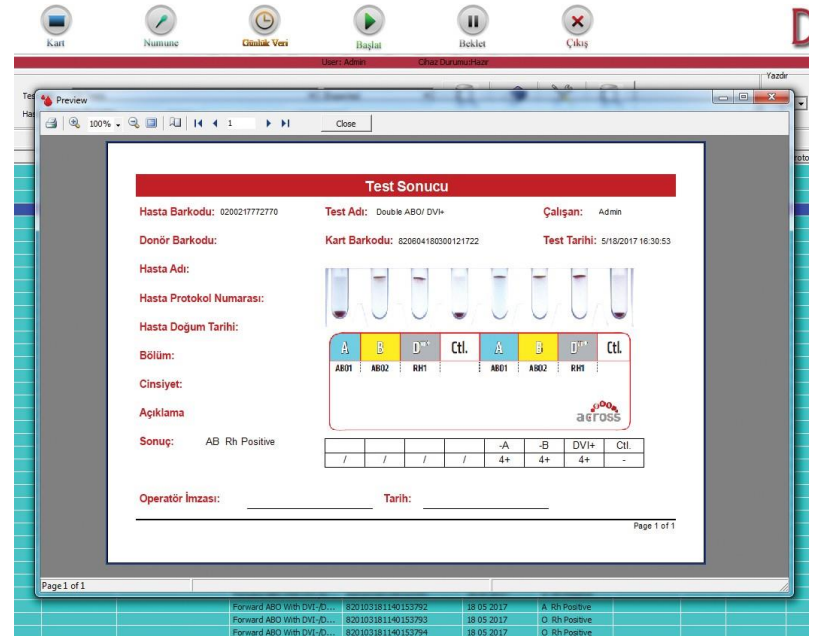 Kart Numune Günlük Veri Başlat Beklet Çıkış
User: Admin Cihaz Durumu:Hazır
Yazdır
Preview
100% 1 Close
Test Sonucu
Hasta Barkodu: 0200217772770 Test Adı: Double ABO/ DVI+ Çalışan: Admin
Donör Barkodu: Kart Barkodu: 820604180300121722 Test Tarihi: 5/18/2017 16:30:53
Hasta Adı:
Hasta Protokol Numarası:
Hasta Doğum Tarihi:
Bölüm:
Cinsiyet:
Açıklama
Sonuç: AB Rh Positive
A B D Ctl. A B D Ctl.
ABO1 ABO2 RH1 ABO1 ABO2 RH1
across
-A -B DVI+ Ctl.
/ / / / 4+ 4+ 4+ -
Operatör İmzası: Tarih:
Page 1 of 1
Page 1 of 1
Forward ABO With DVI-/D... 820103181140153792 18 05 2017 A Rh Positive
Forward ABO With DVI-/D... 820103181140153793 18 05 2017 O Rh Positive
Forward ABO With DVI-/D... 820103181140153794 18 05 2017 O Rh Positive